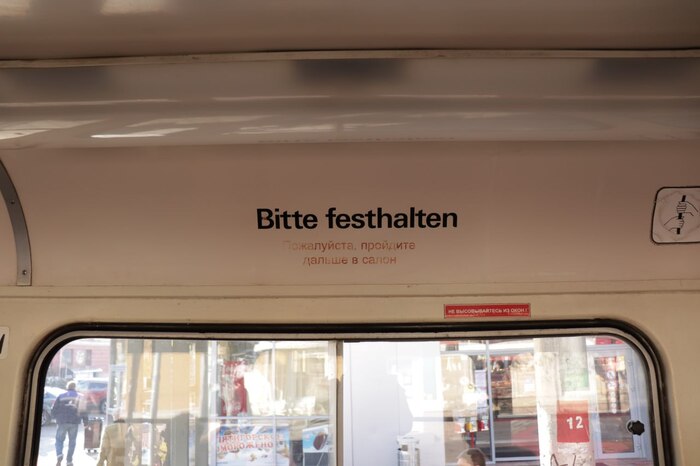 Bitte festhalten
Пожалуйста, пройдите
дальше в салон
НЕ ВЫСОВЫВАЙТЕСЬ ИЗ ОКОН!
12